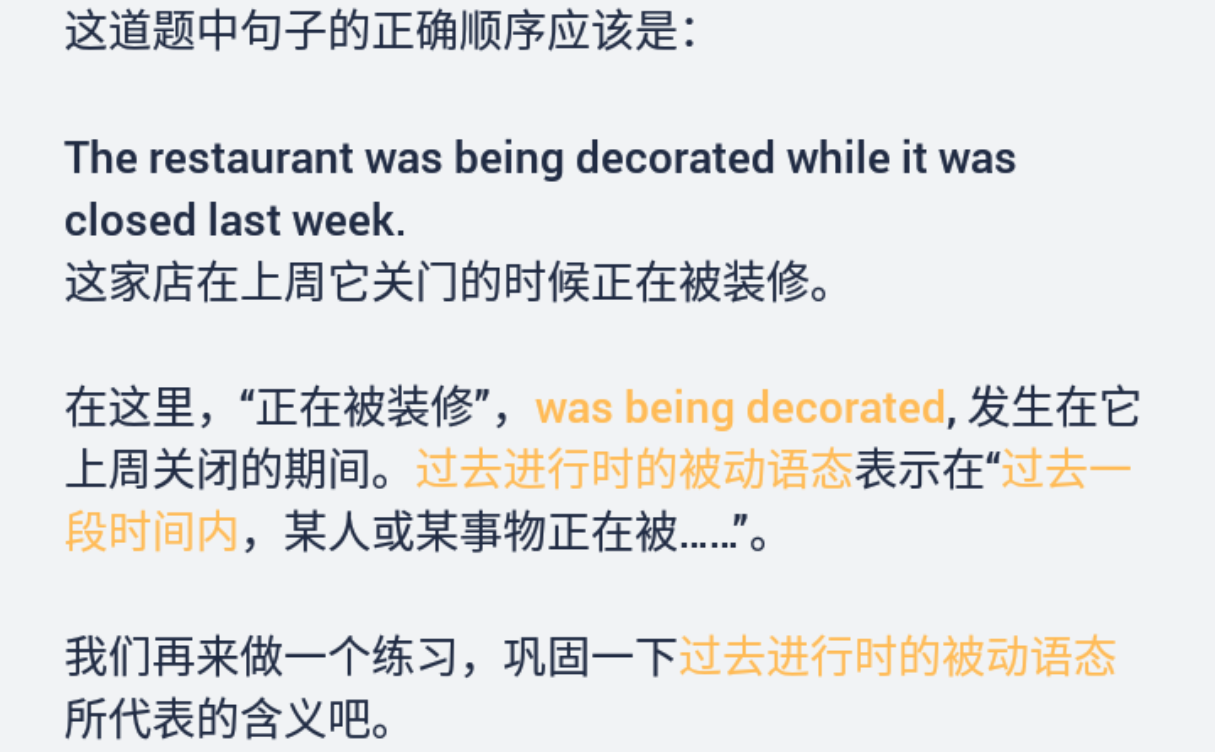 这道题中句子的正确顺序应该是：
The restaurant was being decorated while it was
closed last week.
这家店在上周它关门的时候正在被装修。
在这里，“正在被装修”，was being decorated, 发生在它
上周关闭的期间。过去进行时的被动语态表示在“过去一
段时间内，某人或某事物正在被......”。
我们再来做一个练习，巩固一下过去进行时的被动语态
所代表的含义吧。